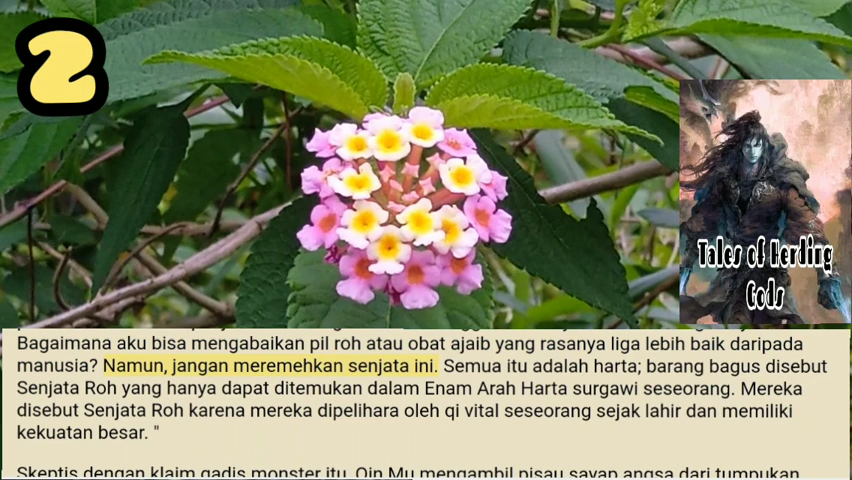 2
Tales of Herding
Gods
Bagaimana aku bisa mengabaikan pil roh atau obat ajaib yang rasanya liga lebih baik daripada
manusia? Namun, jangan meremehkan senjata ini. Semua itu adalah harta; barang bagus disebut
Senjata Roh yang hanya dapat ditemukan dalam Enam Arah Harta surgawi seseorang. Mereka
disebut Senjata Roh karena mereka dipelihara oleh qi vital seseorang sejak lahir dan memiliki
kekuatan besar. "
Skeptis dengan klaim gadis monster itu, Qin Mu mengambil pisau sayap angsa dari tumpukan